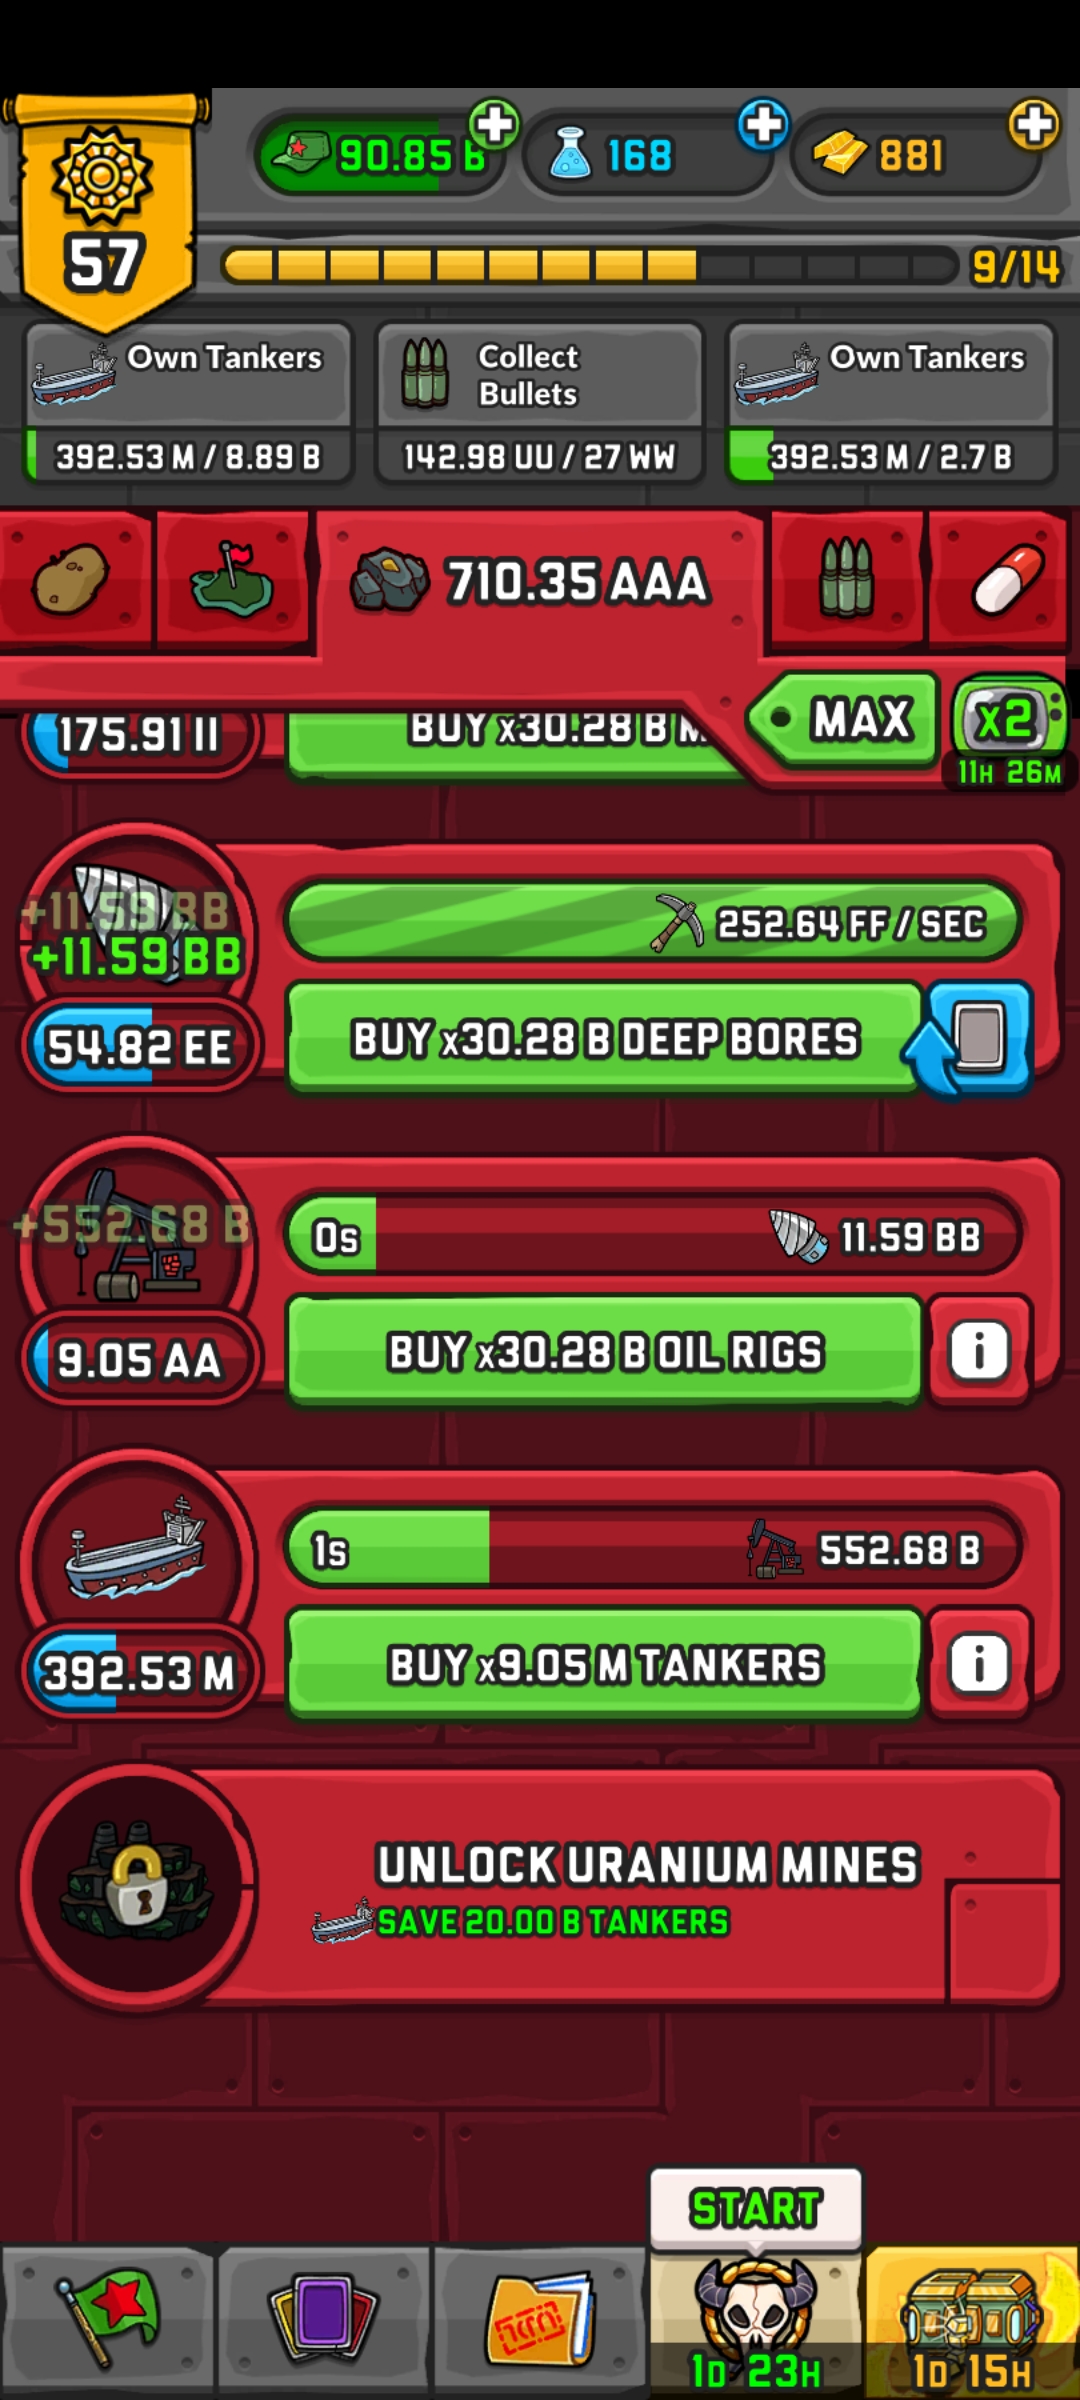 90.85 B
168
881
57
9/14
Own Tankers
392.53 M / 8.89 B
Collect
Bullets
142.98 UU / 27 WW
Own Tankers
392.53 M / 2.7 B
710.35 AAA
MAX
x2
11H 26M
175.91 II
BUY x30.28 B M
+11.59 BB
+11.59 BB
252.64 FF / SEC
54.82 EE
BUY x30.28 B DEEP BORES
+552.68 B
0s
11.59 BB
9.05 AA
BUY x30.28 B OIL RIGS
i
1s
552.68 B
392.53 M
BUY x9.05 M TANKERS
i
UNLOCK URANIUM MINES
SAVE 20.00 B TANKERS
START
1D 23H
1D 15H